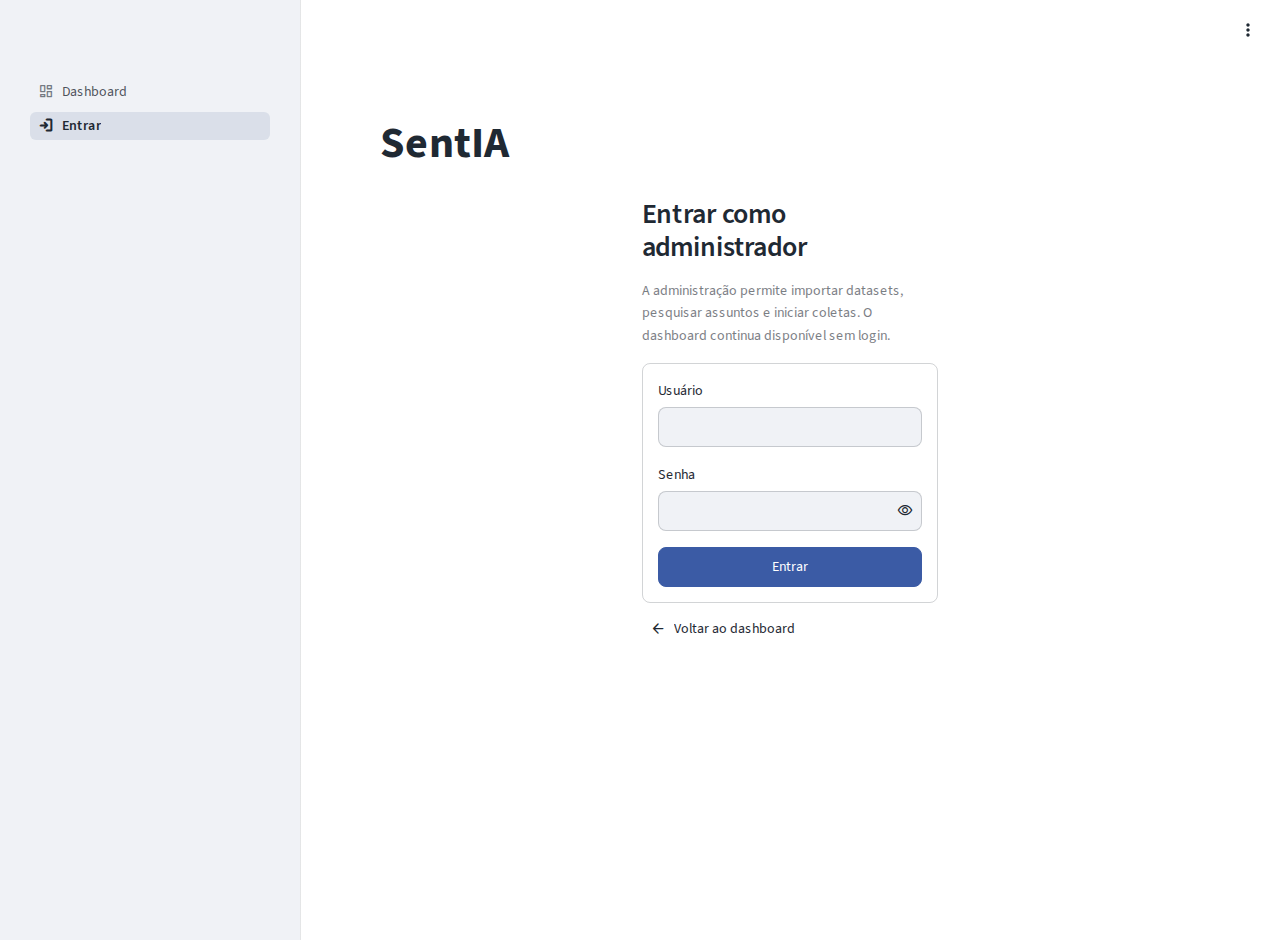 Dashboard
Entrar
SentIA
Entrar como
administrador
A administração permite importar datasets,
pesquisar assuntos e iniciar coletas. O
dashboard continua disponível sem login.
Usuário
Senha
Entrar
Voltar ao dashboard